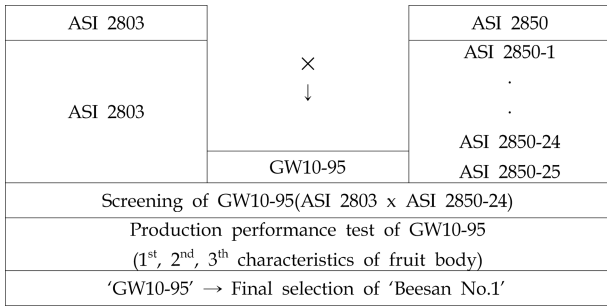 ASI 2803
ASI 2850
ASI 2803
×
↓
ASI 2850-1
.
.
ASI 2850-24
ASI 2850-25
GW10-95
Screening of GW10-95(ASI 2803 x ASI 2850-24)
Production performance test of GW10-95
(1st, 2nd, 3th characteristics of fruit body)
‘GW10-95’ → Final selection of ‘Beesan No.1’